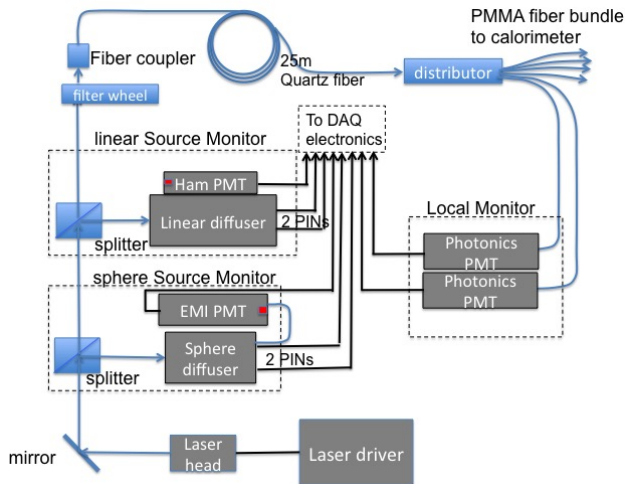 PMMA fiber bundle
to calorimeter
Fiber coupler
25m
Quartz fiber
distributor
filter wheel
To DAQ
electronics
linear Source Monitor
Ham PMT
Linear diffuser
2 PINs
splitter
Local Monitor
Photonics
PMT
Photonics
PMT
sphere Source Monitor
EMI PMT
Sphere
diffuser
2 PINs
splitter
mirror
Laser
head
Laser driver